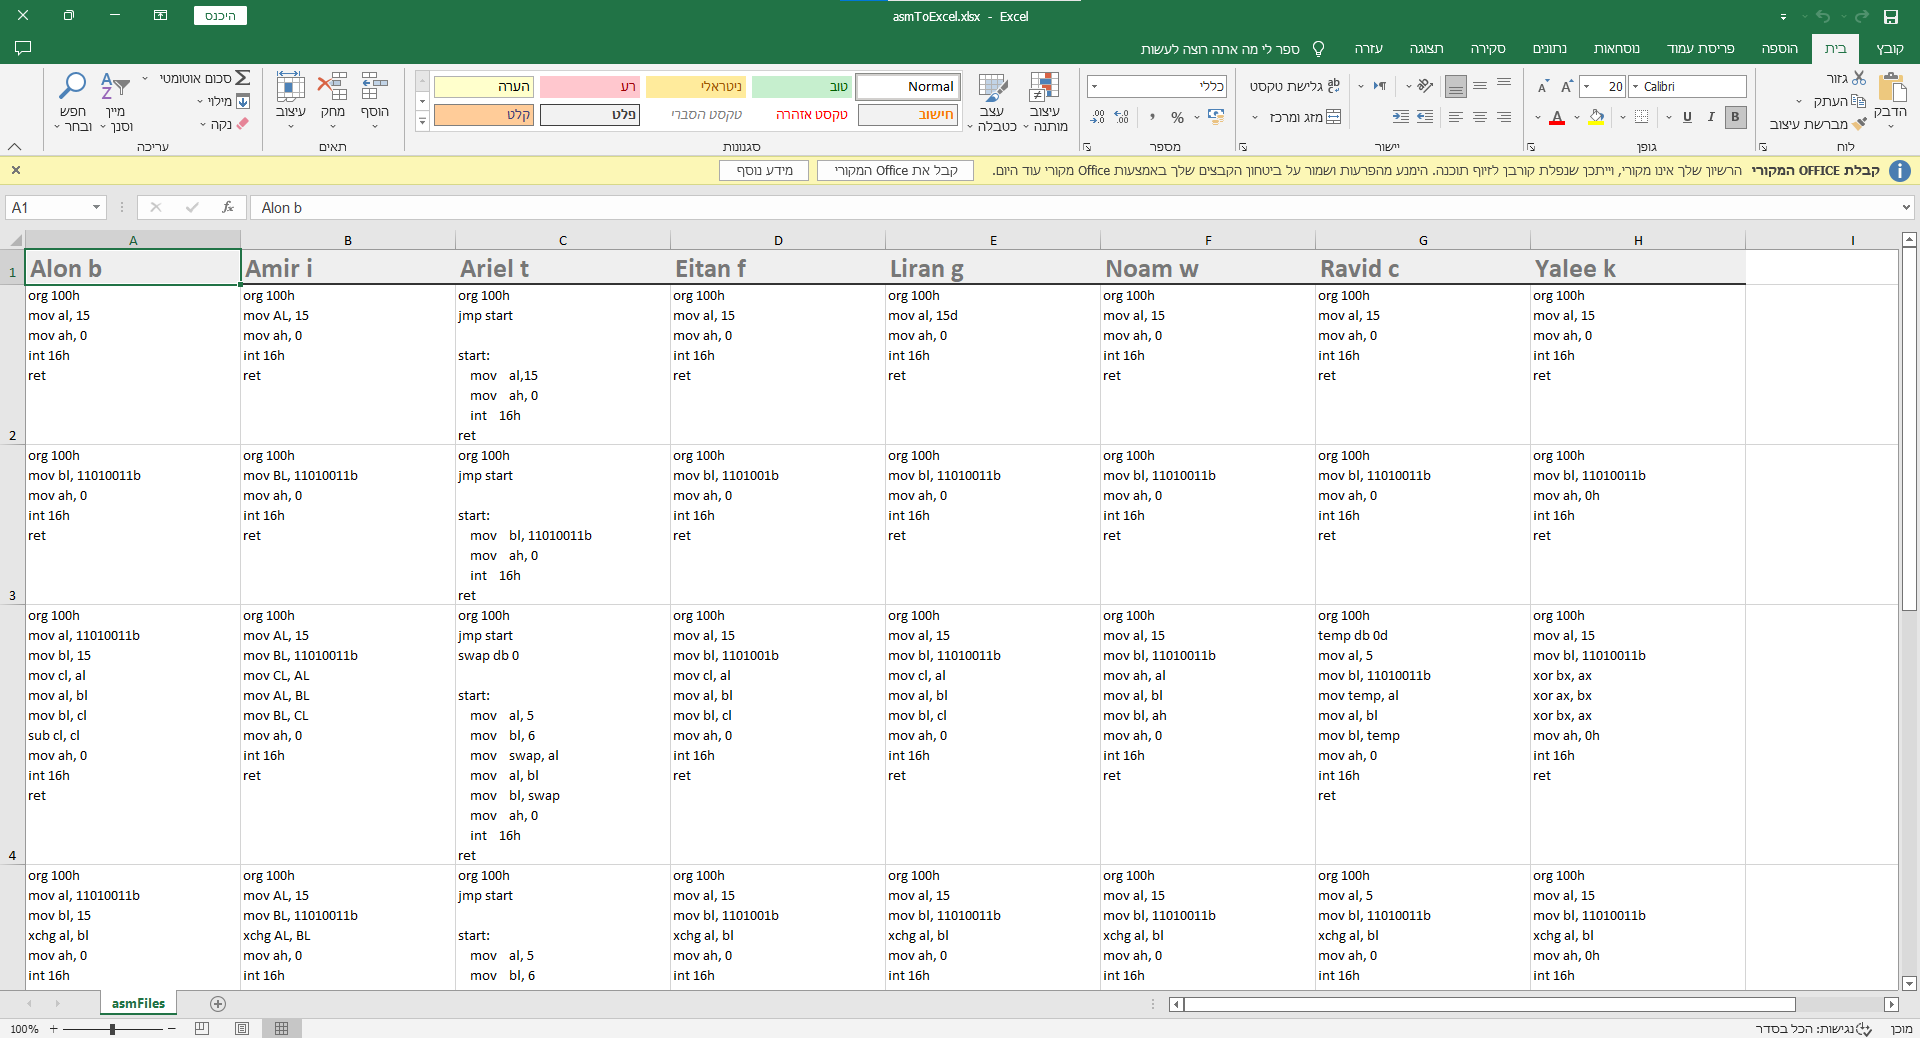 היכנס
asmToExcel.xlsx - Excel
קובץ
בית
הוספה
פריסת עמוד
נוסחאות
נתונים
סקירה
תצוגה
עזרה
ספר לי מה אתה רוצה לעשות
הדבק
גזור
העתק
מברשת עיצוב
לוח
Calibri
20
B I U
A
גופן
גלישת טקסט
מזג ומרכז
יישור
כללי
%
מספר
עיצוב מותנה
עצב כטבלה
Normal
טוב
ניטראלי
רע
הערה
חישוב
טקסט אזהרה
טקסט הסברי
פלט
קלט
סגנונות
הוסף
מחק
עיצוב
תאים
סכום אוטומטי
מילוי
נקה
מיין וסנן
חפש ובחר
עריכה
קבלת OFFICE המקורי
הרשיון שלך אינו מקורי, וייתכן שנפלת קורבן לזיוף תוכנה. הימנע מהפרעות ושמור על ביטחון הקבצים שלך באמצעות Office מקורי עוד היום.
קבל את Office המקורי
מידע נוסף
A1
fx
Alon b
A B C D E F G H I
1
Alon b
Amir i
Ariel t
Eitan f
Liran g
Noam w
Ravid c
Yalee k
2
org 100h
mov al, 15
mov ah, 0
int 16h
ret
org 100h
mov AL, 15
mov ah, 0
int 16h
ret
org 100h
jmp start
start:
mov al,15
mov ah, 0
int 16h
ret
org 100h
mov al, 15
mov ah, 0
int 16h
ret
org 100h
mov al, 15d
mov ah, 0
int 16h
ret
org 100h
mov al, 15
mov ah, 0
int 16h
ret
org 100h
mov al, 15
mov ah, 0
int 16h
ret
org 100h
mov al, 15
mov ah, 0
int 16h
ret
3
org 100h
mov bl, 11010011b
mov ah, 0
int 16h
ret
org 100h
mov BL, 11010011b
mov ah, 0
int 16h
ret
org 100h
jmp start
start:
mov bl, 11010011b
mov ah, 0
int 16h
ret
org 100h
mov bl, 1101001b
mov ah, 0
int 16h
ret
org 100h
mov bl, 11010011b
mov ah, 0
int 16h
ret
org 100h
mov bl, 11010011b
mov ah, 0
int 16h
ret
org 100h
mov bl, 11010011b
mov ah, 0
int 16h
ret
org 100h
mov bl, 11010011b
mov ah, 0h
int 16h
ret
4
org 100h
mov al, 11010011b
mov bl, 15
mov cl, al
mov al, bl
mov bl, cl
sub cl, cl
mov ah, 0
int 16h
ret
org 100h
mov AL, 15
mov BL, 11010011b
mov CL, AL
mov AL, BL
mov BL, CL
mov ah, 0
int 16h
ret
org 100h
jmp start
swap db 0
start:
mov al, 5
mov bl, 6
mov swap, al
mov al, bl
mov bl, swap
mov ah, 0
int 16h
ret
org 100h
mov al, 15
mov bl, 1101001b
mov cl, al
mov al, bl
mov bl, cl
mov ah, 0
int 16h
ret
org 100h
mov al, 15
mov bl, 11010011b
mov cl, al
mov al, bl
mov bl, cl
mov ah, 0
int 16h
ret
org 100h
mov al, 15
mov bl, 11010011b
mov ah, al
mov al, bl
mov bl, ah
mov ah, 0
int 16h
ret
org 100h
temp db 0d
mov al, 5
mov bl, 11010011b
mov temp, al
mov al, bl
mov bl, temp
mov ah, 0
int 16h
ret
org 100h
mov al, 15
mov bl, 11010011b
xor bx, ax
xor ax, bx
xor bx, ax
mov ah, 0h
int 16h
ret
org 100h
mov al, 11010011b
mov bl, 15
xchg al, bl
mov ah, 0
int 16h
org 100h
mov AL, 15
mov BL, 11010011b
xchg AL, BL
mov ah, 0
int 16h
org 100h
jmp start
start:
mov al, 5
mov bl, 6
org 100h
mov al, 15
mov bl, 1101001b
xchg al, bl
mov ah, 0
int 16h
org 100h
mov al, 15
mov bl, 11010011b
xchg al, bl
mov ah, 0
int 16h
org 100h
mov al, 15
mov bl, 11010011b
xchg al, bl
mov ah, 0
int 16h
org 100h
mov al, 5
mov bl, 11010011b
xchg al, bl
mov ah, 0
int 16h
org 100h
mov al, 15
mov bl, 11010011b
xchg al, bl
mov ah, 0h
int 16h
asmFiles
מוכן
נגישות: הכל בסדר
100%